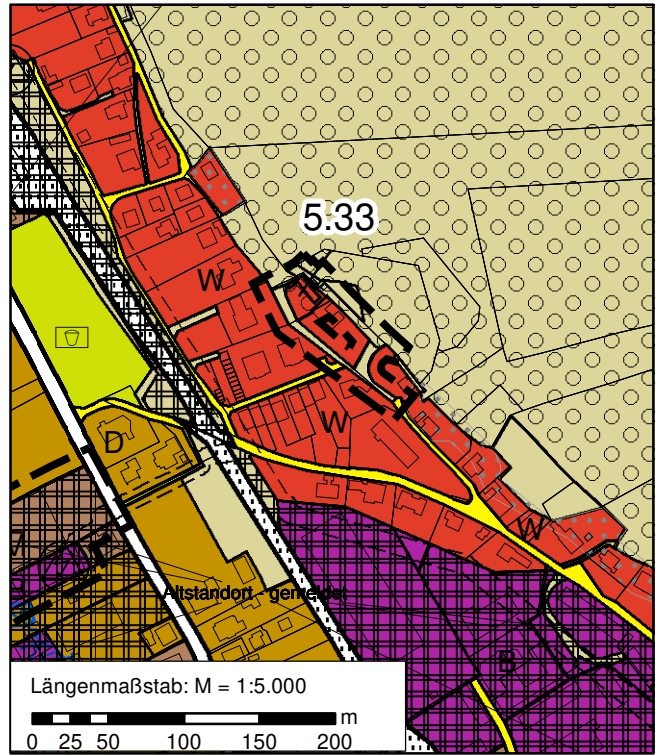 5.33
W
W
D
W
Altstandort - gemeldet
B
Längenmaßstab: M = 1:5.000
m
0 25 50 100 150 200